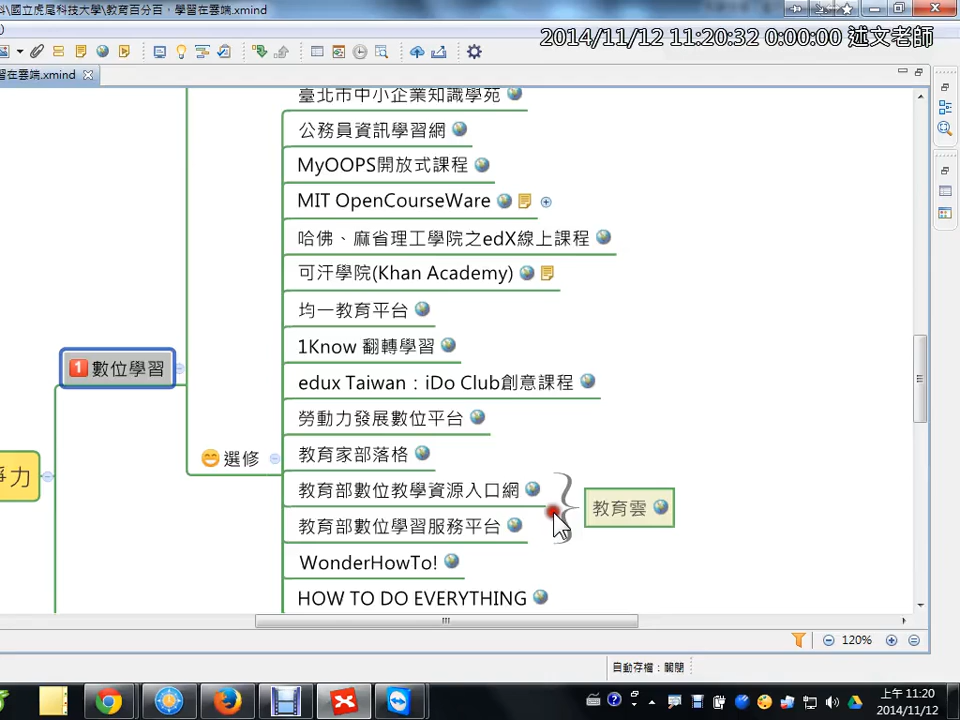 \國立虎尾科技大學\教育百分百，學習在雲端.xmind
2014/11/12 11:20:32 0:00:00 述文老師
在雲端.xmind
臺北市中小企業知識學苑
公務員資訊學習網
MyOOPS開放式課程
MIT OpenCourseWare
哈佛、麻省理工學院之edX線上課程
可汗學院(Khan Academy)
均一教育平台
1Know 翻轉學習
1 數位學習
edux Taiwan：iDo Club創意課程
勞動力發展數位平台
選修
教育家部落格
爭力
教育部數位教學資源入口網
教育雲
教育部數位學習服務平台
WonderHowTo!
HOW TO DO EVERYTHING
120%
自動存檔：關閉
上午 11:20
2014/11/12